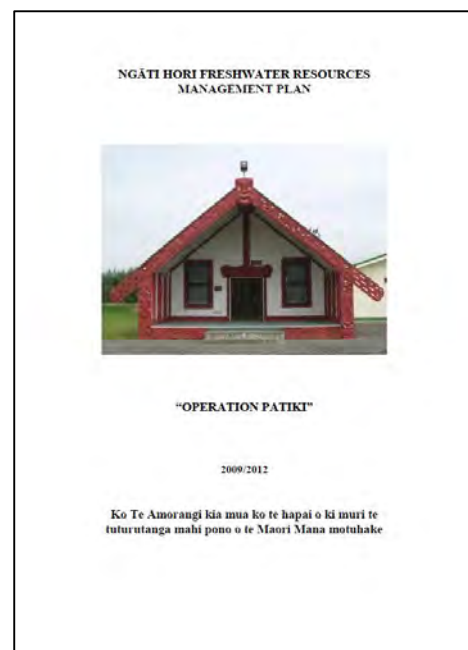 NGĀTI HORI FRESHWATER RESOURCES
MANAGEMENT PLAN
“OPERATION PATIKI”
2009/2012
Ko Te Amorangi kia mua ko te hapai o ki muri te
tuturutanga mahi pono o te Maori Mana motuhake